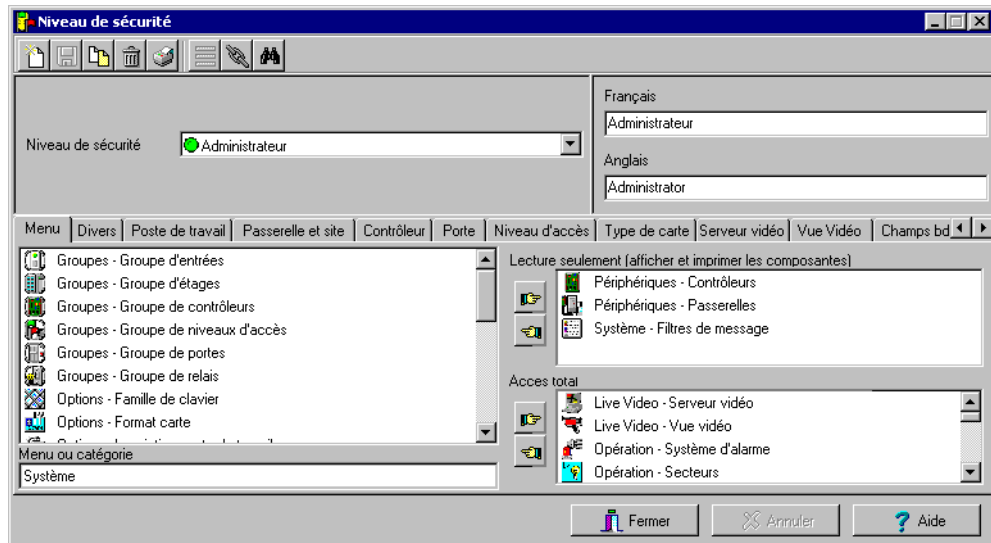 Niveau de sécurité
Français
Administrateur
Niveau de sécurité
Administrateur
Anglais
Administrator
Menu Divers Poste de travail Passerelle et site Contrôleur Porte Niveau d'accès Type de carte Serveur vidéo Vue Vidéo Champs bd
Groupes - Groupe d'entrées
Groupes - Groupe d'étages
Groupes - Groupe de contrôleurs
Groupes - Groupe de niveaux d'accès
Groupes - Groupe de portes
Groupes - Groupe de relais
Options - Famille de clavier
Options - Format carte
Menu ou catégorie
Système
Lecture seulement (afficher et imprimer les composantes)
Périphériques - Contrôleurs
Périphériques - Passerelles
Système - Filtres de message
Acces total
Live Video - Serveur vidéo
Live Video - Vue vidéo
Opération - Système d'alarme
Opération - Secteurs
Fermer Annuler Aide